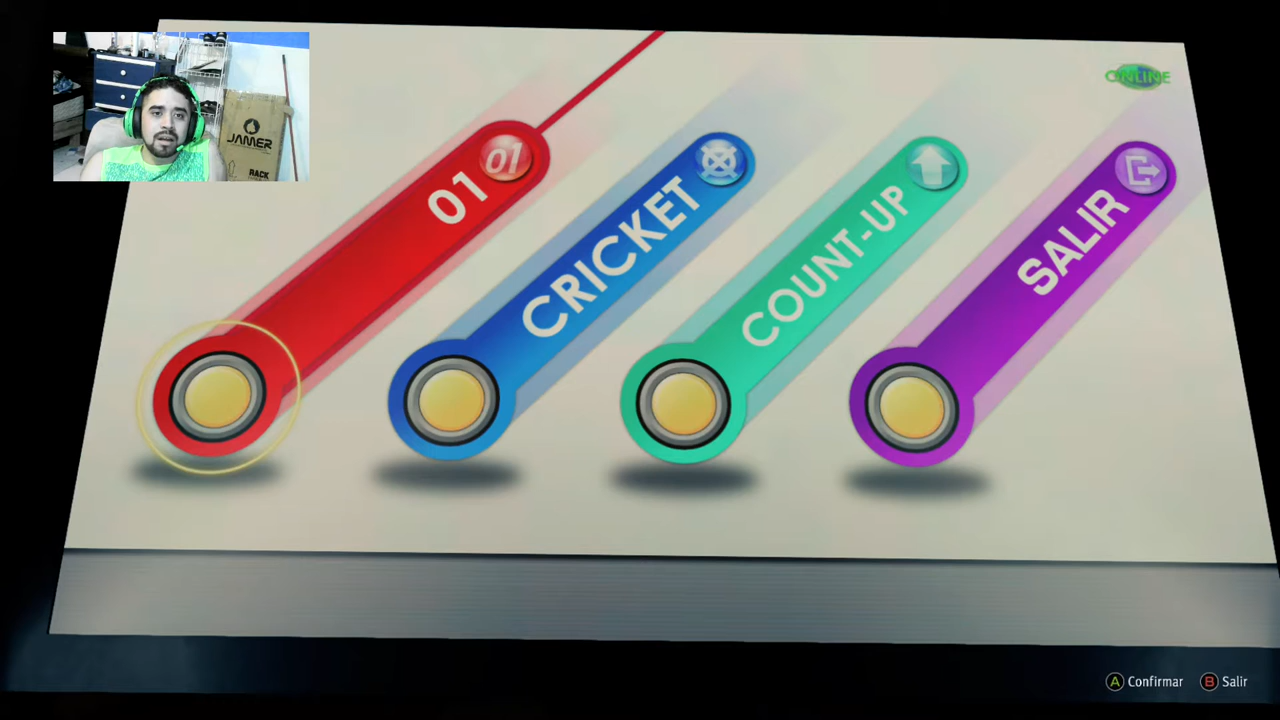 ONLINE
01
01
CRICKET
COUNT-UP
SALIR
JAMER
RACK
A Confirmar B Salir